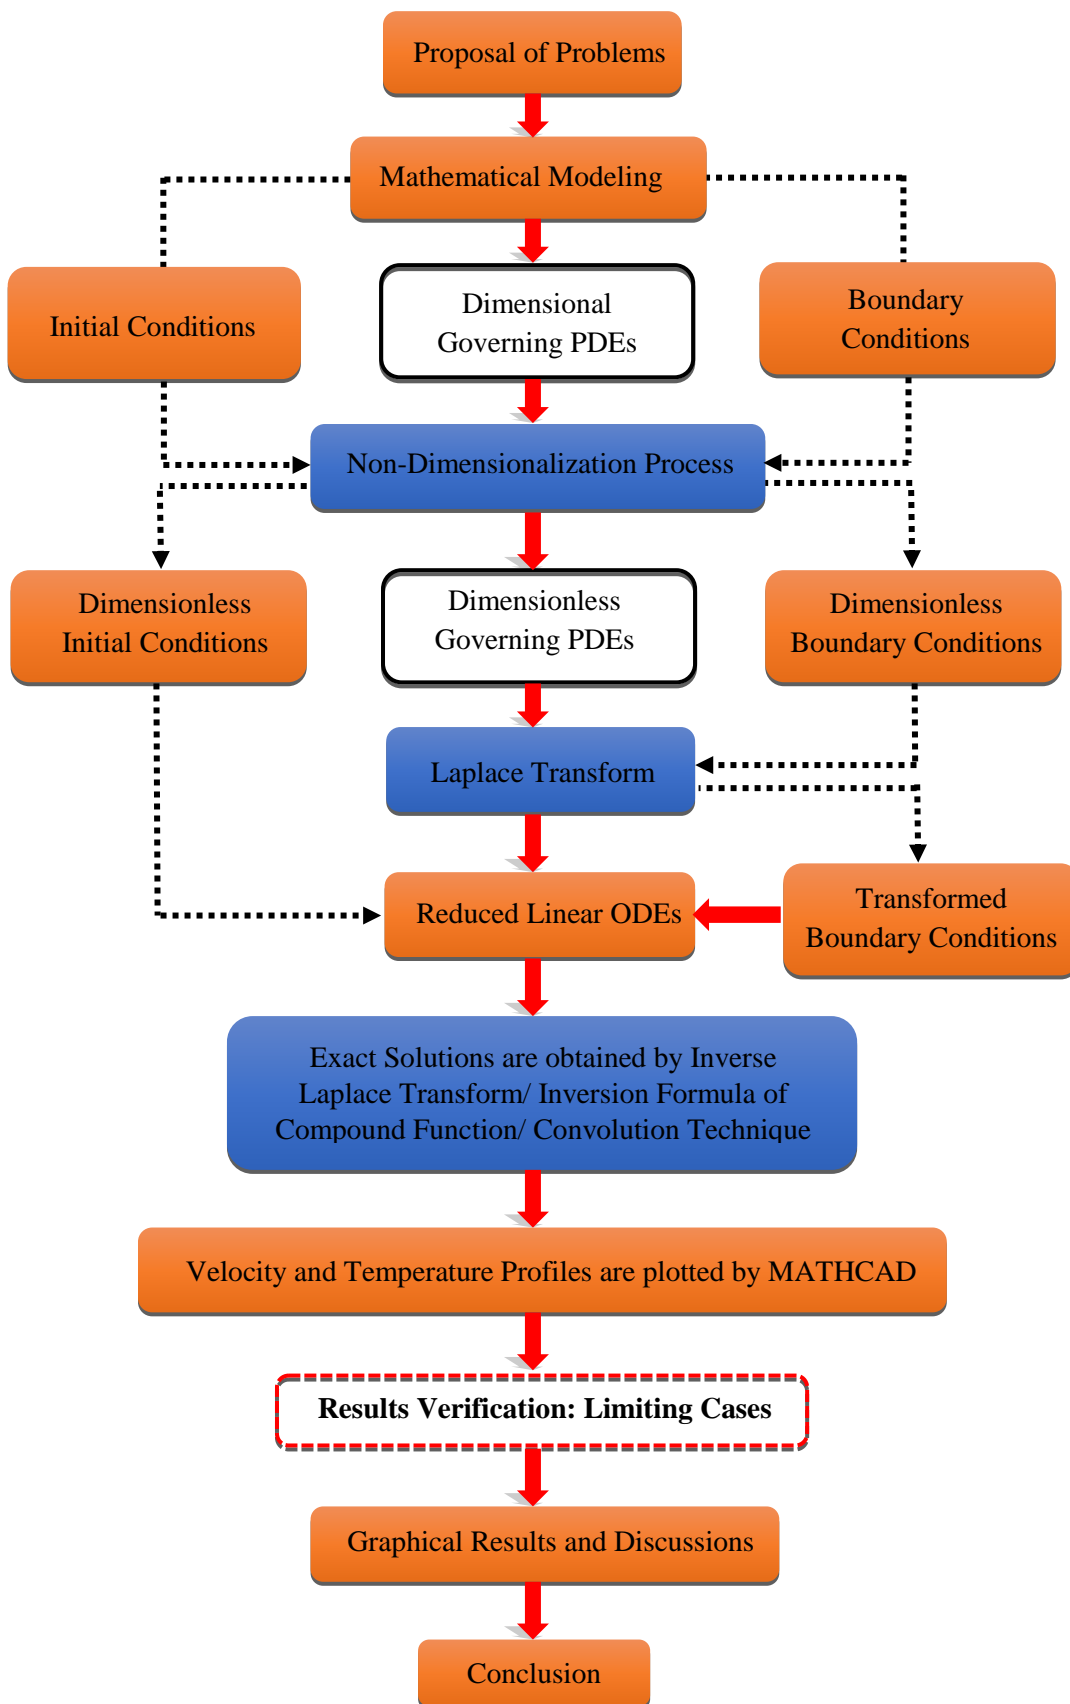 Proposal of Problems
Mathematical Modeling
Initial Conditions
Dimensional
Governing PDEs
Boundary
Conditions
Non-Dimensionalization Process
Dimensionless
Initial Conditions
Dimensionless
Governing PDEs
Dimensionless
Boundary Conditions
Laplace Transform
Reduced Linear ODEs
Transformed
Boundary Conditions
Exact Solutions are obtained by Inverse
Laplace Transform/ Inversion Formula of
Compound Function/ Convolution Technique
Velocity and Temperature Profiles are plotted by MATHCAD
Results Verification: Limiting Cases
Graphical Results and Discussions
Conclusion